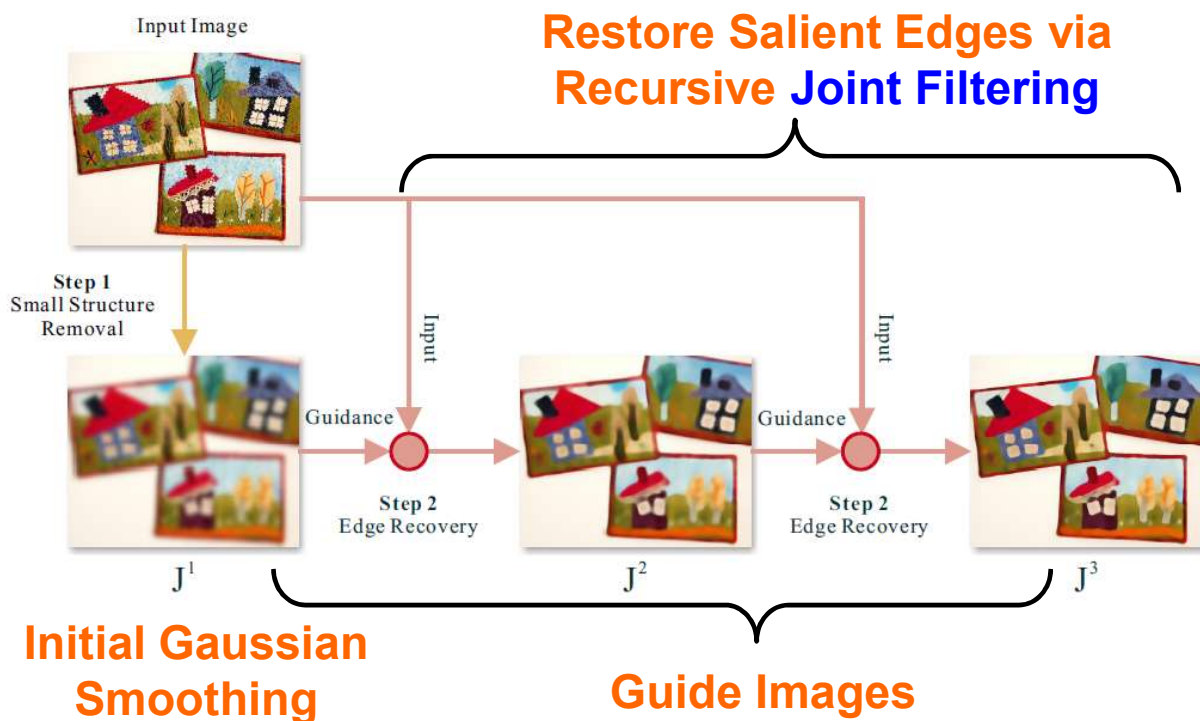 Input Image
Restore Salient Edges via
Recursive Joint Filtering
Step 1
Small Structure
Removal
Input
Input
Guidance
Guidance
Step 2
Edge Recovery
Step 2
Edge Recovery
J¹
J²
J³
Initial Gaussian
Smoothing
Guide Images